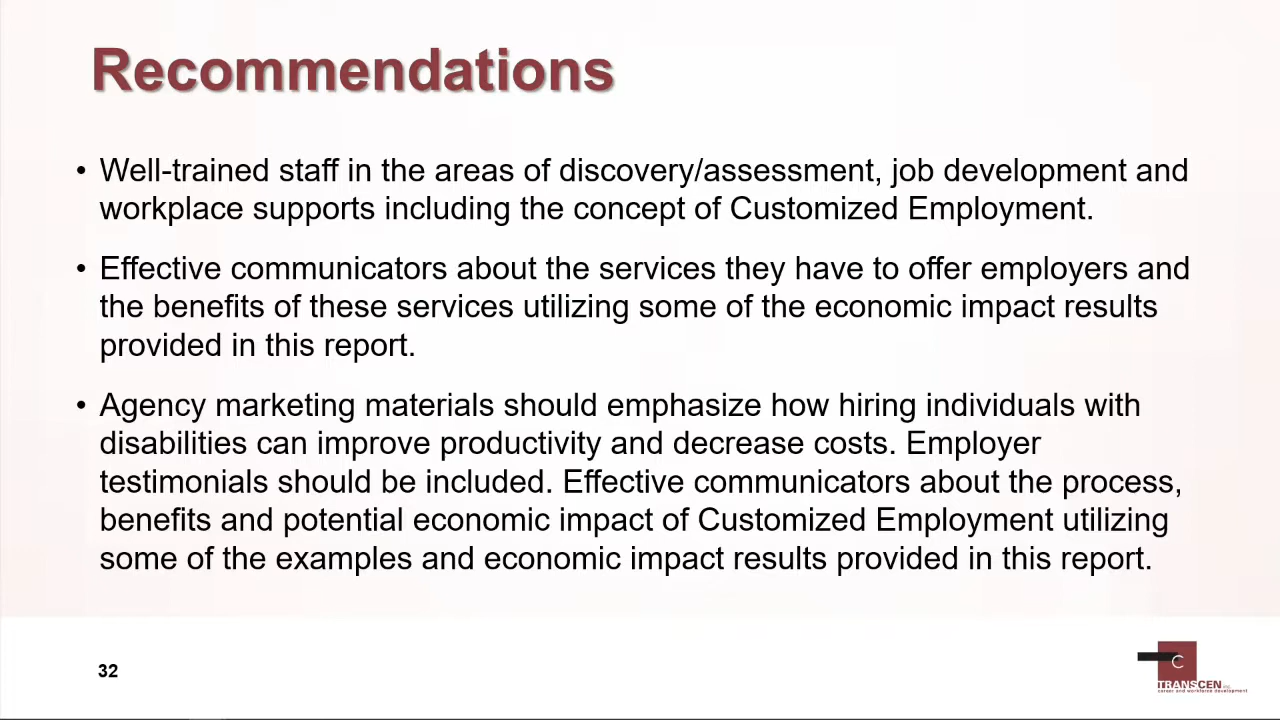 Recommendations
• Well-trained staff in the areas of discovery/assessment, job development and
workplace supports including the concept of Customized Employment.
• Effective communicators about the services they have to offer employers and
the benefits of these services utilizing some of the economic impact results
provided in this report.
• Agency marketing materials should emphasize how hiring individuals with
disabilities can improve productivity and decrease costs. Employer
testimonials should be included. Effective communicators about the process,
benefits and potential economic impact of Customized Employment utilizing
some of the examples and economic impact results provided in this report.
32
C
TRANSCEN
career and workforce development